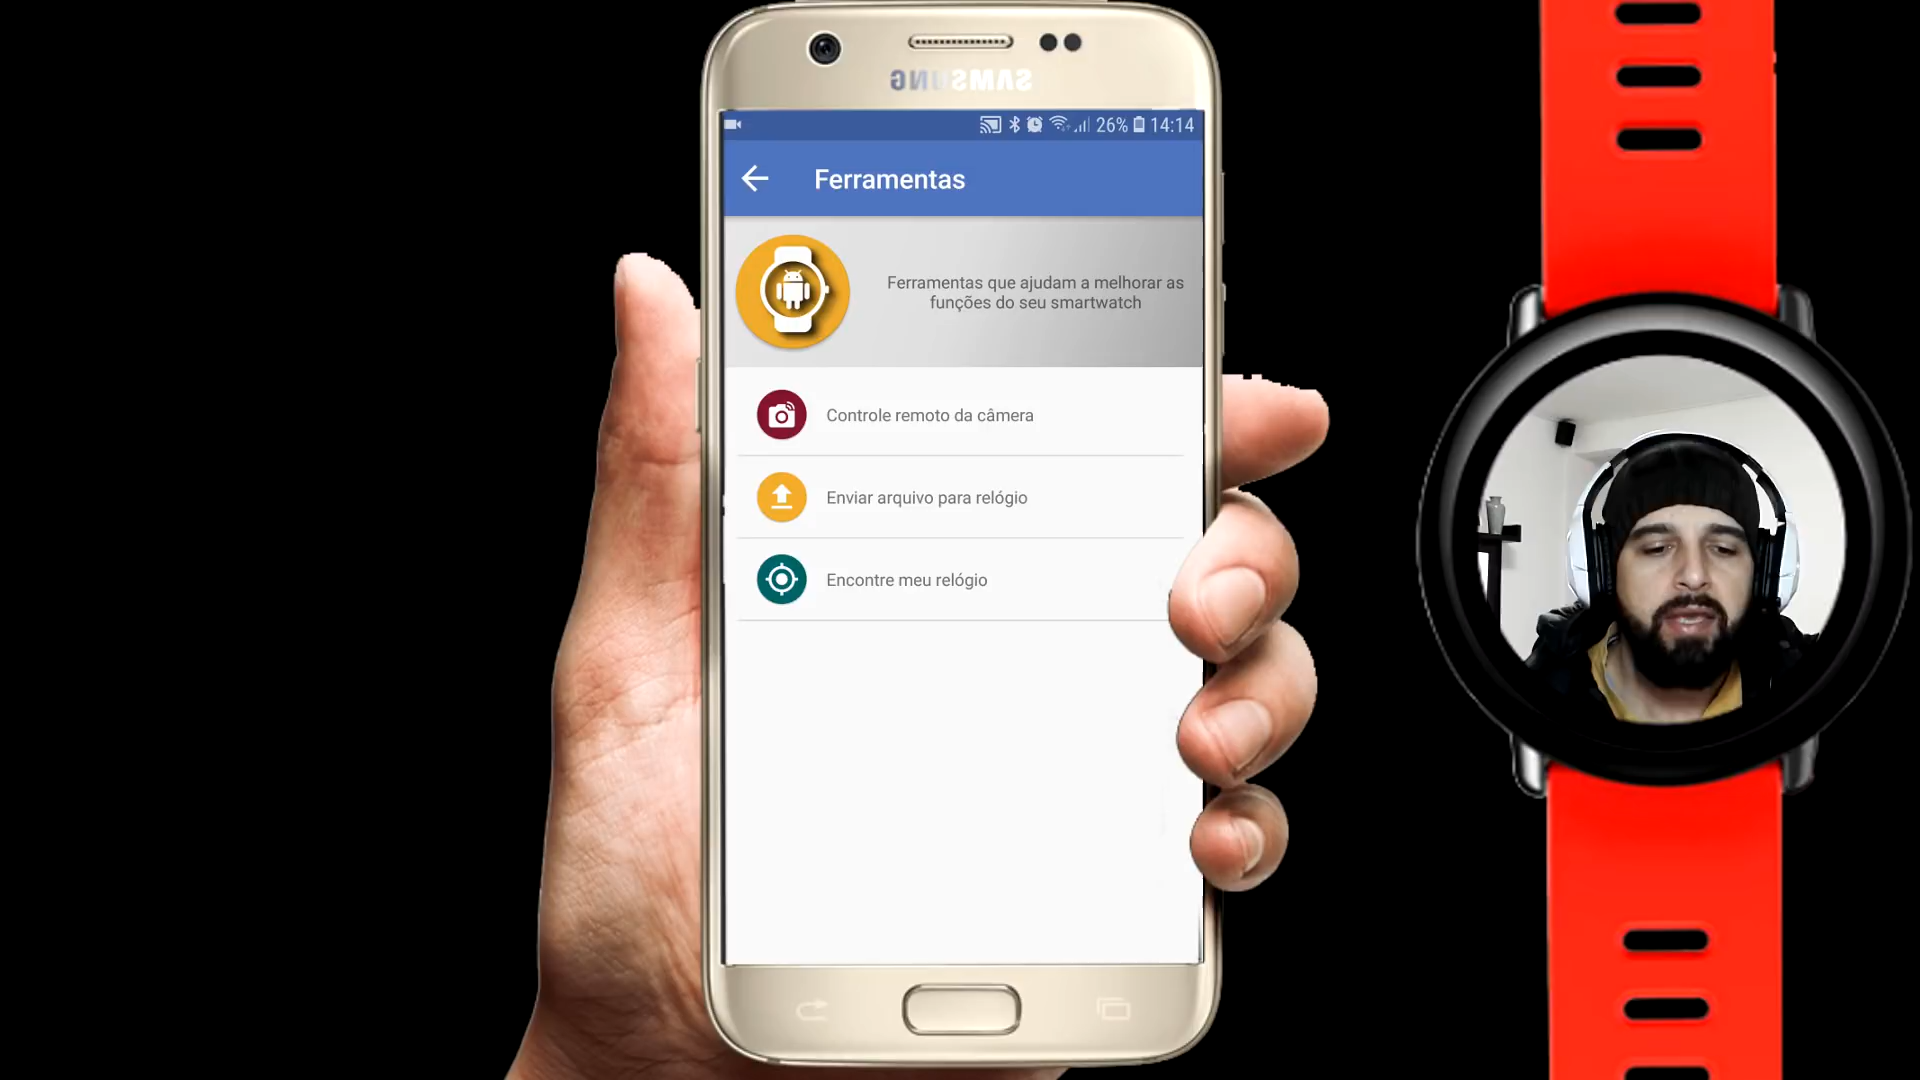 SAMSUNG
26% 14:14
Ferramentas
Ferramentas que ajudam a melhorar as
funções do seu smartwatch
Controle remoto da câmera
Enviar arquivo para relógio
Encontre meu relógio